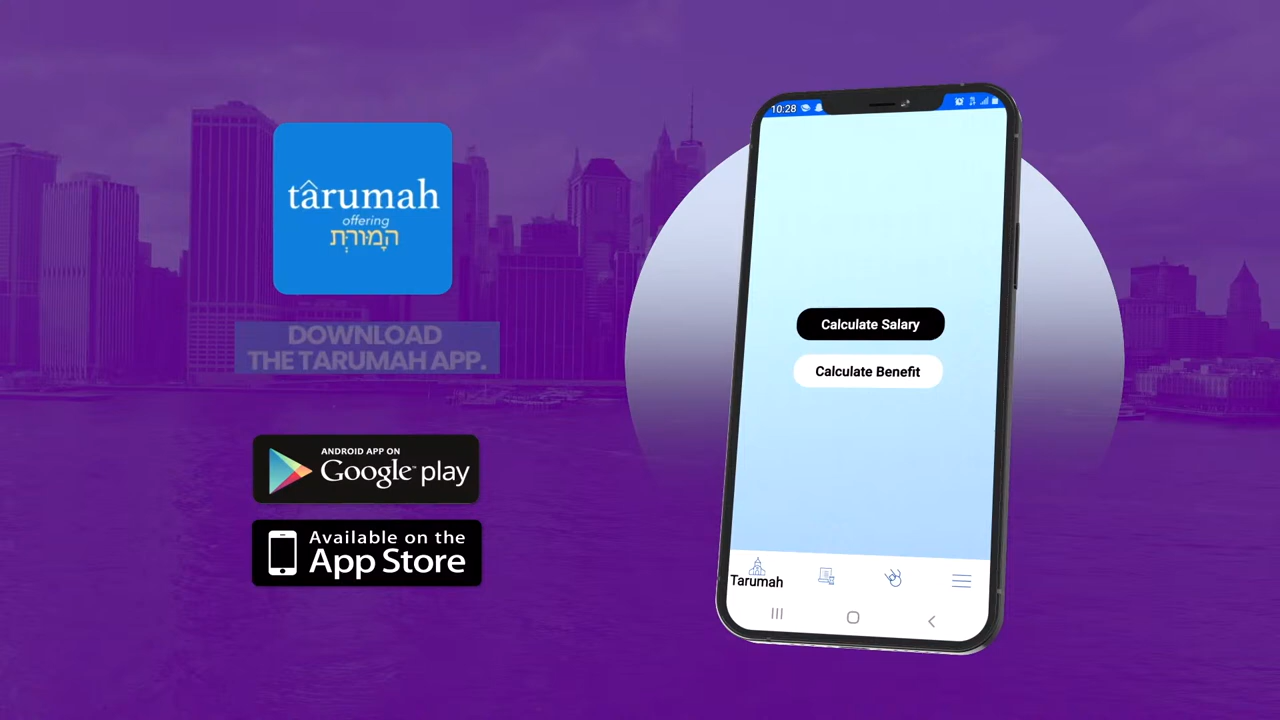 târumah
offering
הָמוּרְתּ
DOWNLOAD
THE TARUMAH APP.
ANDROID APP ON
Google play
Available on the
App Store
10:28
Calculate Salary
Calculate Benefit
Tarumah